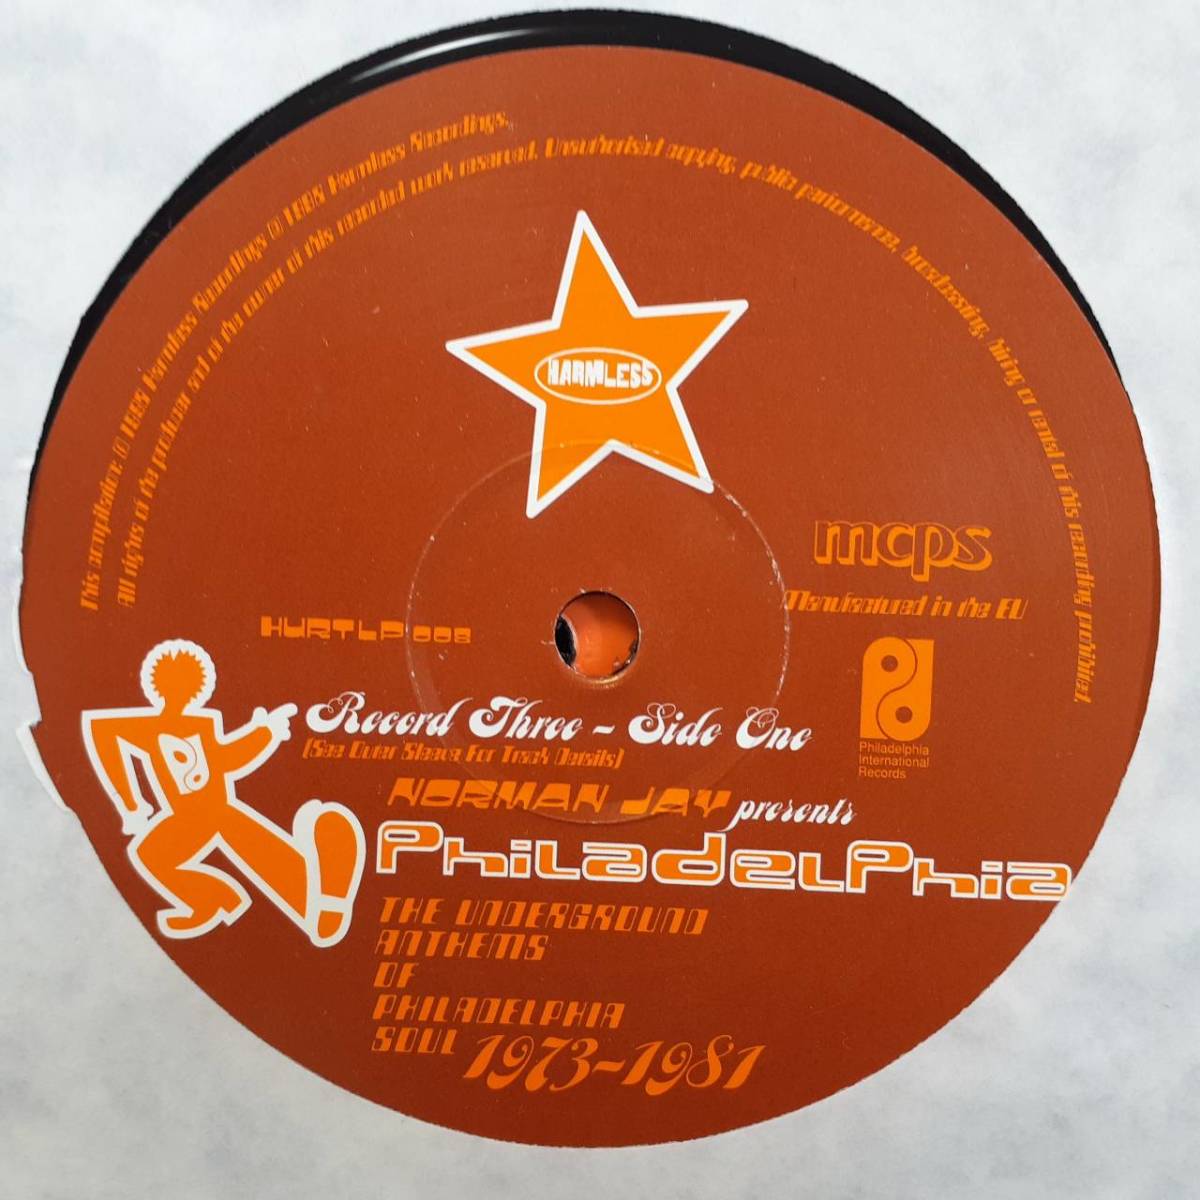 This compilation ℗ 1998 Harmless Recordings © 1998 Harmless Recordings.
All rights of the producer and of the owner of this recorded work reserved. Unauthorised copying, public performance, broadcasting, hiring or rental of this recording prohibited.
HARMLESS
mcps
Manufactured in the EU
HURTLP 008
Philadelphia
International
Records
Record Three - Side One
(See Outer Sleeve For Track Details)
NORMAN JAY presents
PhiladelPhia
THE UNDERGROUND
ANTHEMS
OF
PHILADELPHIA
SOUL 1973-1981